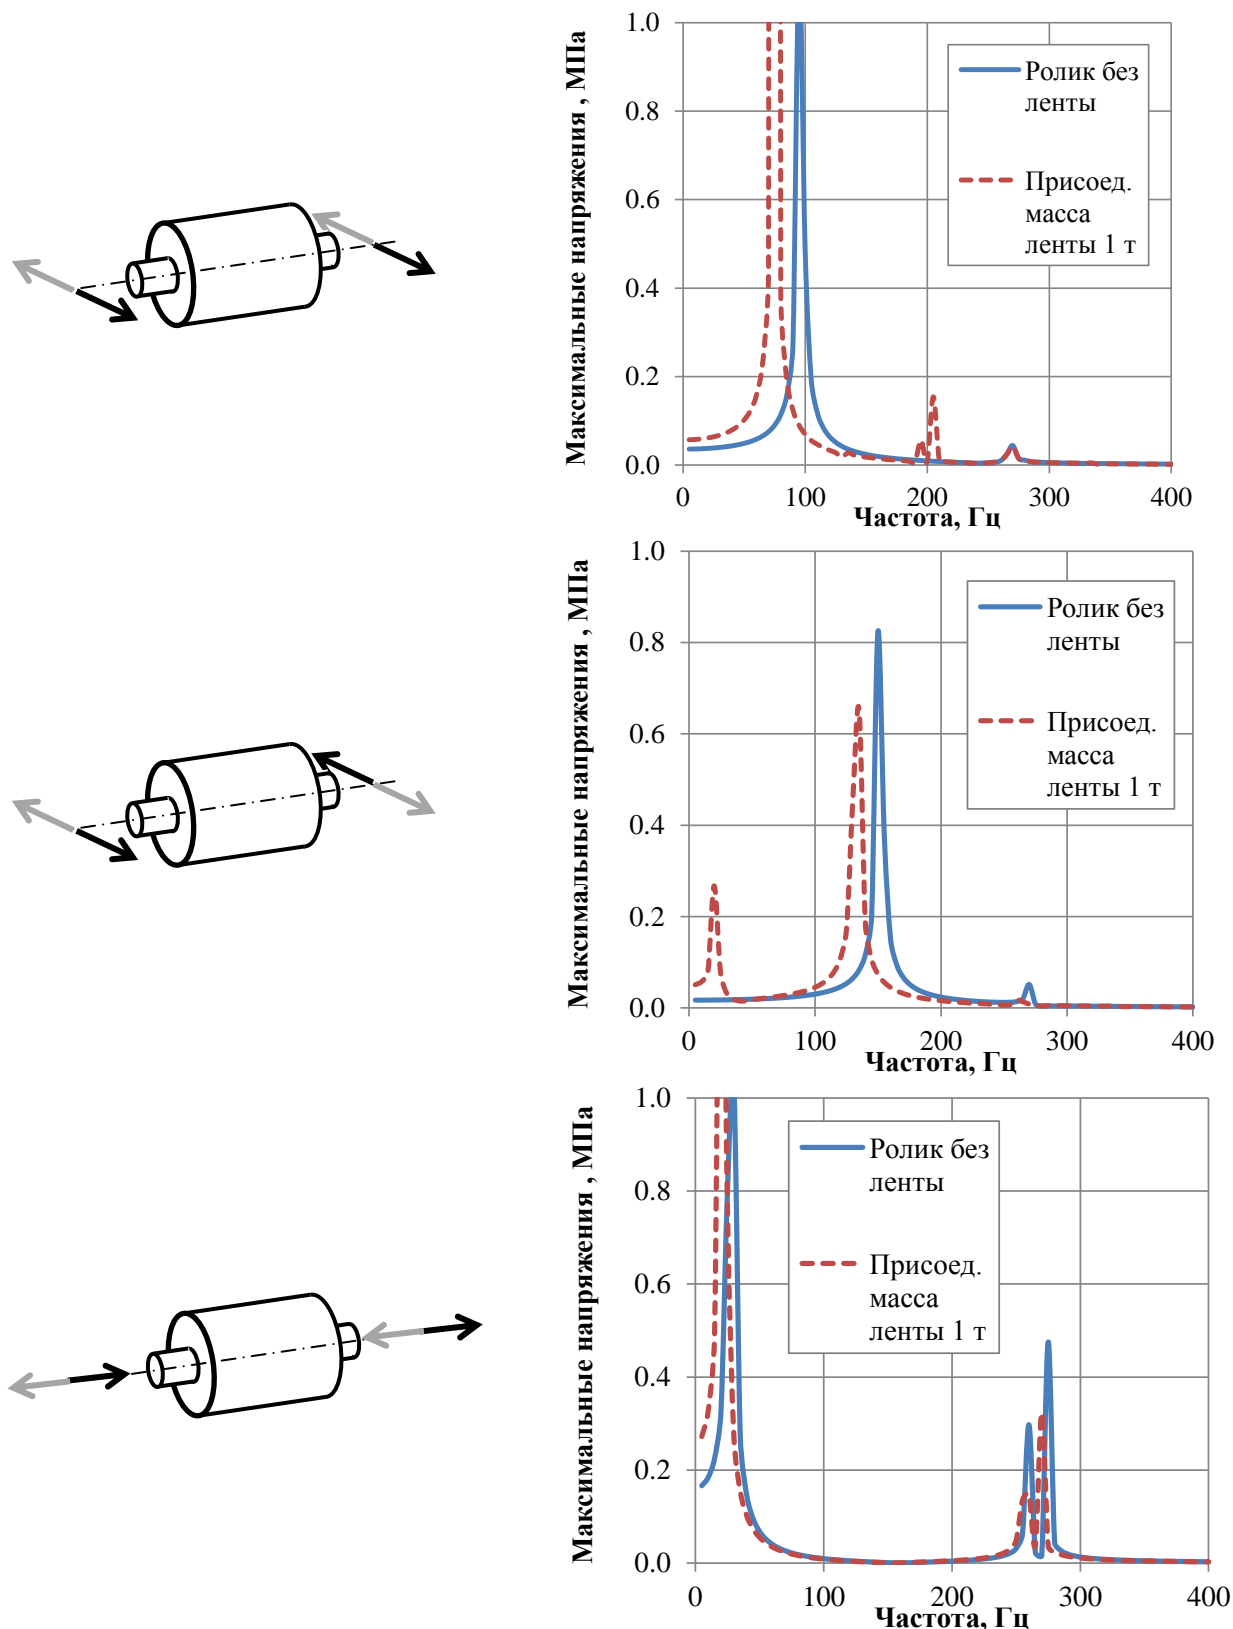 Максимальные напряжения , МПа
1.0
0.8
0.6
0.4
0.2
0.0
0 100 200 300 400
Частота, Гц
Ролик без
ленты
Присоед.
масса
ленты 1 т
Максимальные напряжения , МПа
1.0
0.8
0.6
0.4
0.2
0.0
0 100 200 300 400
Частота, Гц
Ролик без
ленты
Присоед.
масса
ленты 1 т
Максимальные напряжения , МПа
1.0
0.8
0.6
0.4
0.2
0.0
0 100 200 300 400
Частота, Гц
Ролик без
ленты
Присоед.
масса
ленты 1 т